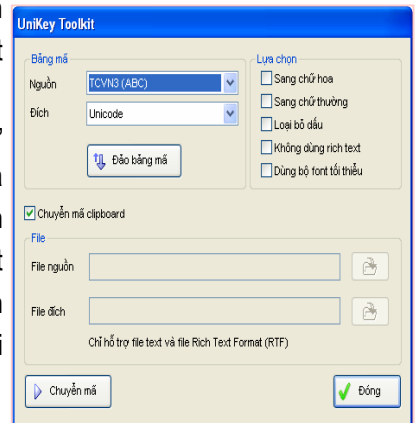 UniKey Toolkit
Bảng mã
Nguồn TCVN3 (ABC)
Đích Unicode
Đảo bảng mã
Lựa chọn
Sang chữ hoa
Sang chữ thường
Loại bỏ dấu
Không dùng rich text
Dùng bộ font tối thiểu
Chuyển mã clipboard
File
File nguồn
File đích
Chỉ hỗ trợ file text và file Rich Text Format (RTF)
Chuyển mã
Đóng